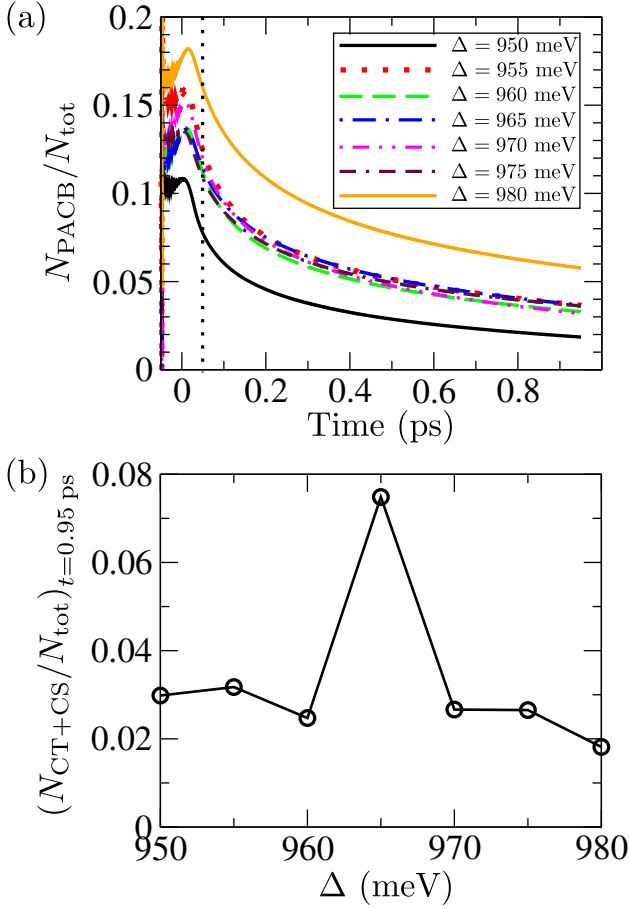 (a)
0.2
0.15
0.1
0.05
0
N_PACB/N_tot
Δ = 950 meV
Δ = 955 meV
Δ = 960 meV
Δ = 965 meV
Δ = 970 meV
Δ = 975 meV
Δ = 980 meV
0 0.2 0.4 0.6 0.8
Time (ps)
(b)
0.08
0.06
0.04
0.02
0
(N_CT+CS/N_tot)_t=0.95 ps
950 960 970 980
Δ (meV)